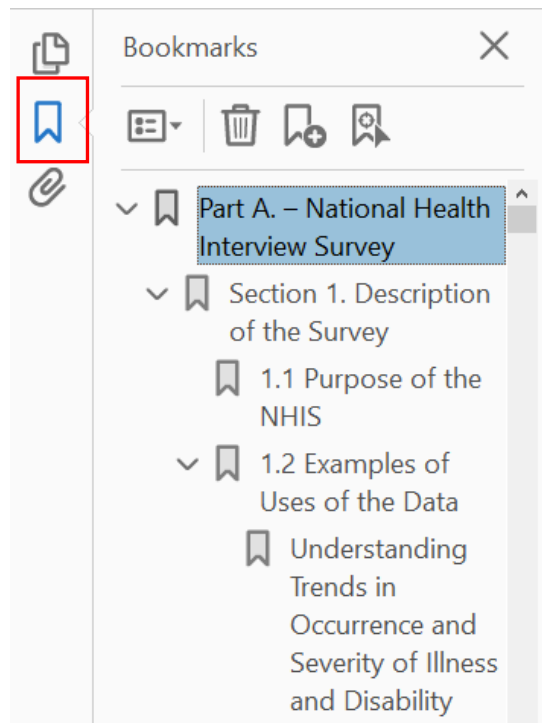 Bookmarks
Part A. – National Health
Interview Survey
Section 1. Description
of the Survey
1.1 Purpose of the
NHIS
1.2 Examples of
Uses of the Data
Understanding
Trends in
Occurrence and
Severity of Illness
and Disability